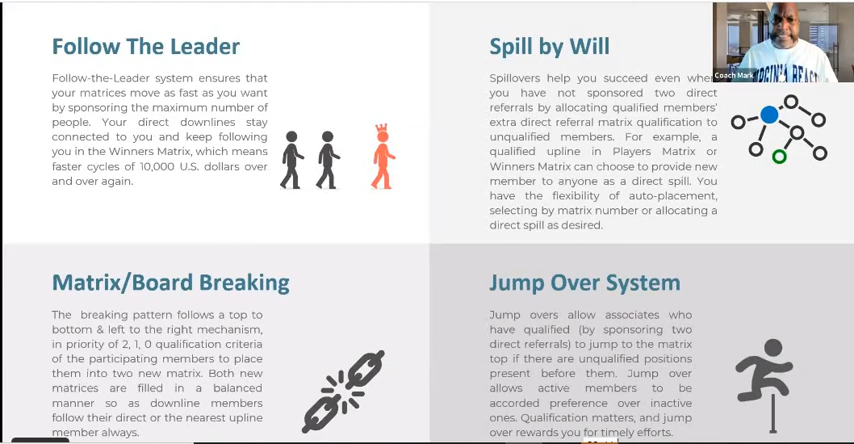 Follow The Leader
Follow-the-Leader system ensures that
your matrices move as fast as you want
by sponsoring the maximum number of
people. Your direct downlines stay
connected to you and keep following
you in the Winners Matrix, which means
faster cycles of 10,000 U.S. dollars over
and over again.
Spill by Will
Spillovers help you succeed even when
you have not sponsored two direct
referrals by allocating qualified members'
extra direct referral matrix qualification to
unqualified members. For example, a
qualified upline in Players Matrix or
Winners Matrix can choose to provide new
member to anyone as a direct spill. You
have the flexibility of auto-placement,
selecting by matrix number or allocating a
direct spill as desired.
Coach Mark
VIRGINIA BEACH
Matrix/Board Breaking
The breaking pattern follows a top to
bottom & left to the right mechanism,
in priority of 2, 1, 0 qualification criteria
of the participating members to place
them into two new matrix. Both new
matrices are filled in a balanced
manner so as downline members
follow their direct or the nearest upline
member always.
Jump Over System
Jump overs allow associates who
have qualified (by sponsoring two
direct referrals) to jump to the matrix
top if there are unqualified positions
present before them. Jump over
allows active members to be
accorded preference over inactive
ones. Qualification matters, and jump
over rewards you for timely efforts.